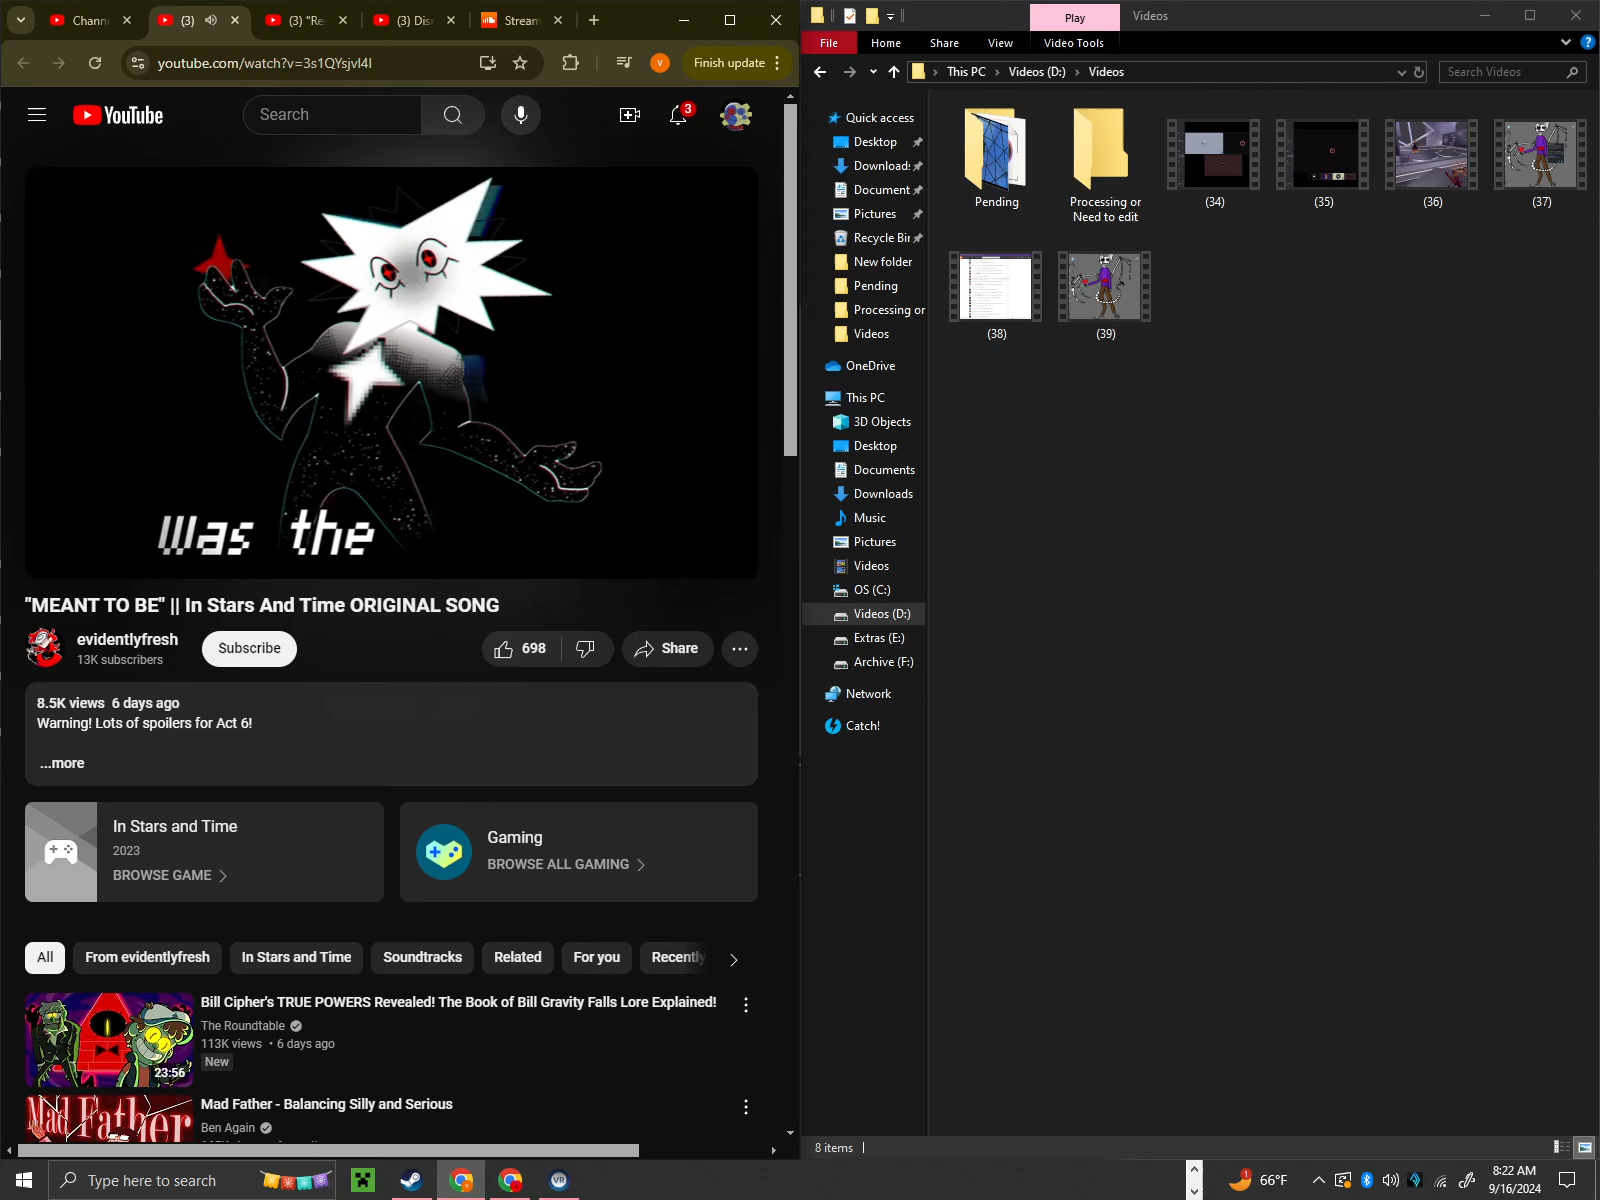 Chann
(3)
(3) "Re
(3) Dis
Stream
youtube.com/watch?v=3s1QYsjvl4I
Finish update
YouTube
Search
3
Was the
"MEANT TO BE" || In Stars And Time ORIGINAL SONG
evidentlyfresh
13K subscribers
Subscribe
698
Share
8.5K views 6 days ago
Warning! Lots of spoilers for Act 6!
...more
In Stars and Time
2023
BROWSE GAME
Gaming
BROWSE ALL GAMING
All
From evidentlyfresh
In Stars and Time
Soundtracks
Related
For you
Recently
Bill Cipher's TRUE POWERS Revealed! The Book of Bill Gravity Falls Lore Explained!
The Roundtable
113K views • 6 days ago
New
23:56
Mad Father
Mad Father - Balancing Silly and Serious
Ben Again
Play
Videos
File
Home
Share
View
Video Tools
This PC
Videos (D:)
Videos
Search Videos
Quick access
Desktop
Download:
Document
Pictures
Recycle Bir
New folder
Pending
Processing or
Videos
OneDrive
This PC
3D Objects
Desktop
Documents
Downloads
Music
Pictures
Videos
OS (C:)
Videos (D:)
Extras (E:)
Archive (F:)
Network
Catch!
Pending
Processing or
Need to edit
(34)
(35)
(36)
(37)
(38)
(39)
8 items
Type here to search
VR
1
66°F
8:22 AM
9/16/2024